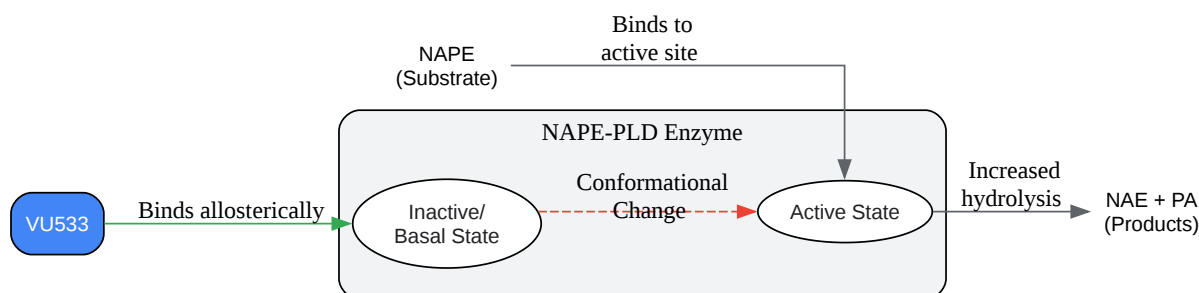 Binds to
active site
NAPE
(Substrate)
NAPE-PLD Enzyme
VU533
Binds allosterically
Inactive/
Basal State
Conformational
Change
Active State
Increased
hydrolysis
NAE + PA
(Products)